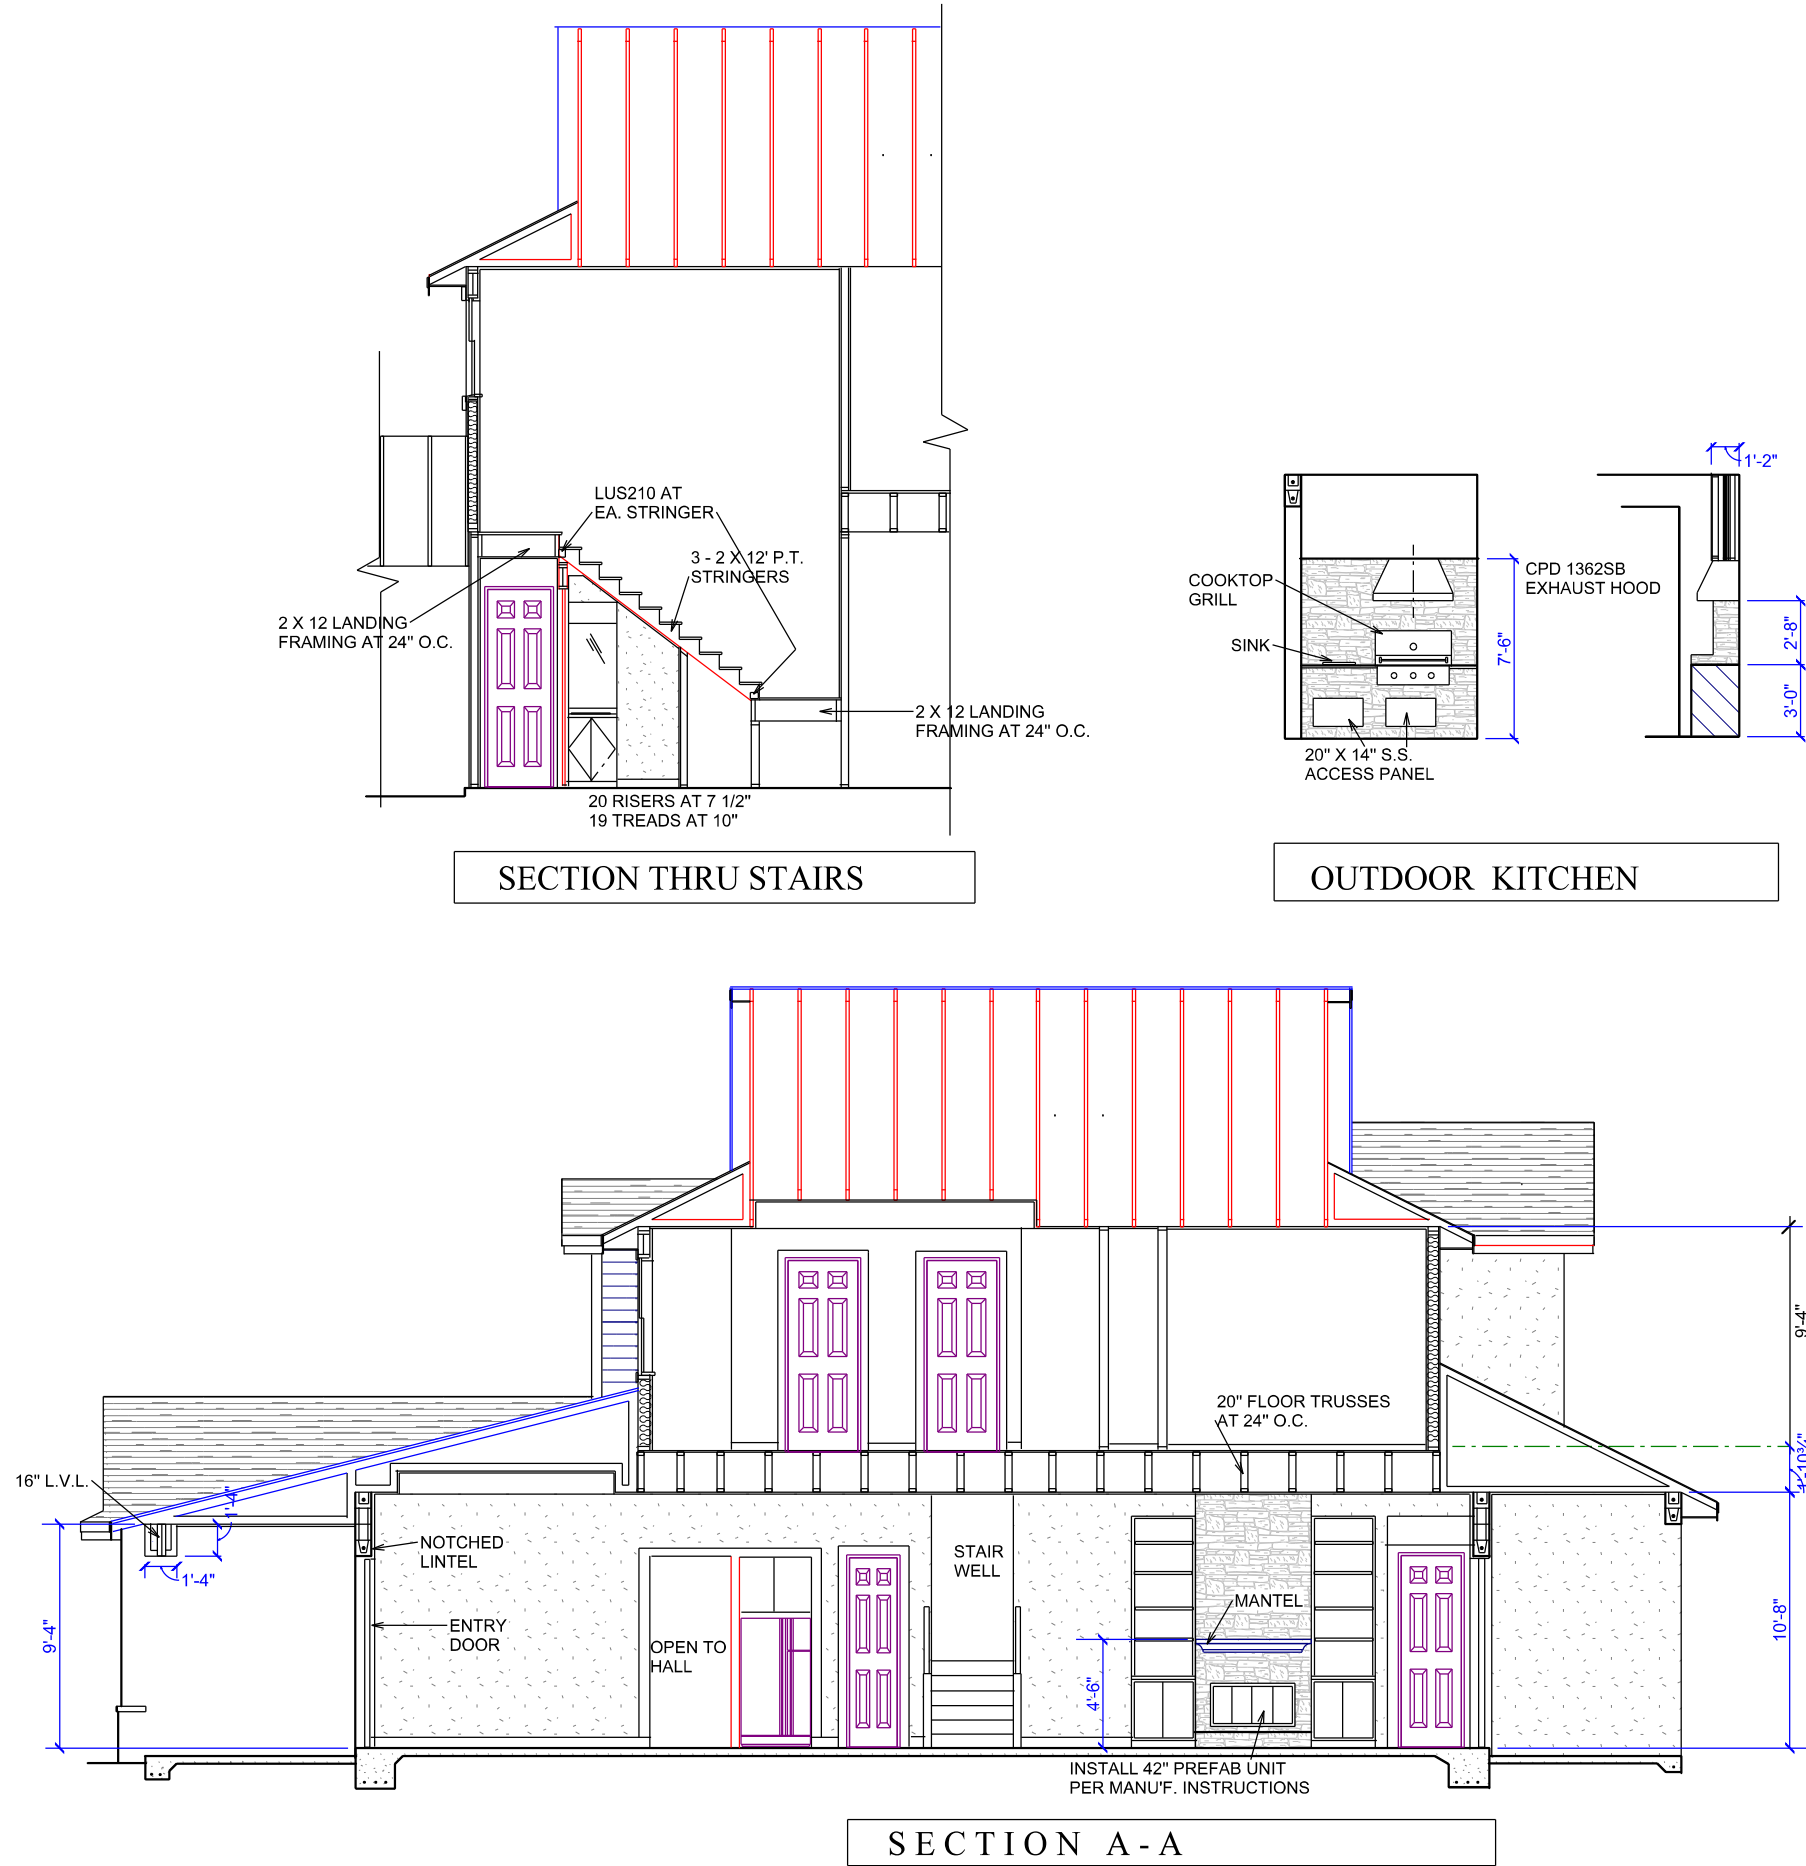 LUS210 AT
EA. STRINGER
3 - 2 X 12' P.T.
STRINGERS
2 X 12 LANDING
FRAMING AT 24" O.C.
2 X 12 LANDING
FRAMING AT 24" O.C.
20 RISERS AT 7 1/2"
19 TREADS AT 10"
SECTION THRU STAIRS
1'-2"
COOKTOP
GRILL
SINK
CPD 1362SB
EXHAUST HOOD
7'-6"
2'-8"
3'-0"
20" X 14" S.S.
ACCESS PANEL
OUTDOOR KITCHEN
9'-4"
20" FLOOR TRUSSES
AT 24" O.C.
16" L.V.L.
1'-4"
1'-4"
9'-4"
NOTCHED
LINTEL
ENTRY
DOOR
OPEN TO
HALL
STAIR
WELL
MANTEL
4'-6"
10'-8"
INSTALL 42" PREFAB UNIT
PER MANU'F. INSTRUCTIONS
SECTION A-A